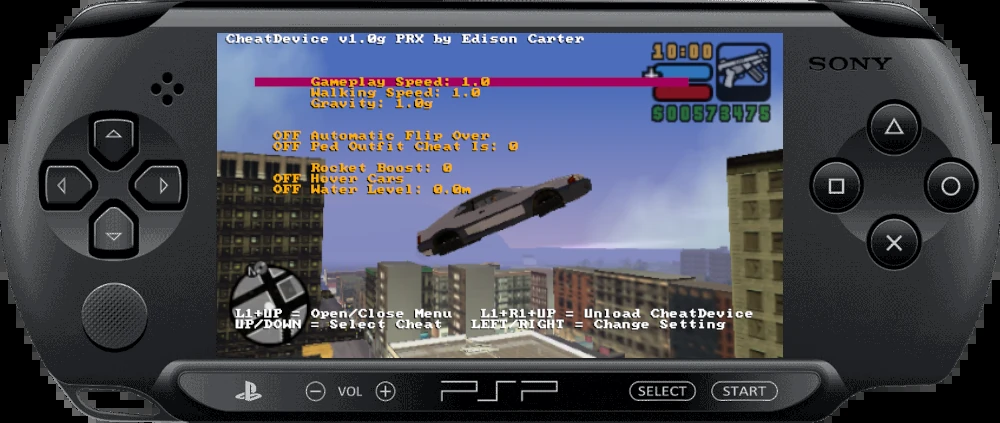 CheatDevice v1.0g PRX by Edison Carter
10:00
SONY
Gameplay Speed: 1.0
Walking Speed: 1.0
Gravity: 1.0g
$00573475
OFF Automatic Flip Over
OFF Ped Outfit Cheat Is: 0
Rocket Boost: 0
OFF Hover Cars
OFF Water Level: 0.0m
N
L1+UP = Open/Close Menu L1+R1+UP = Unload CheatDevice
UP/DOWN = Select Cheat LEFT/RIGHT = Change Setting
VOL
PSP
SELECT
START